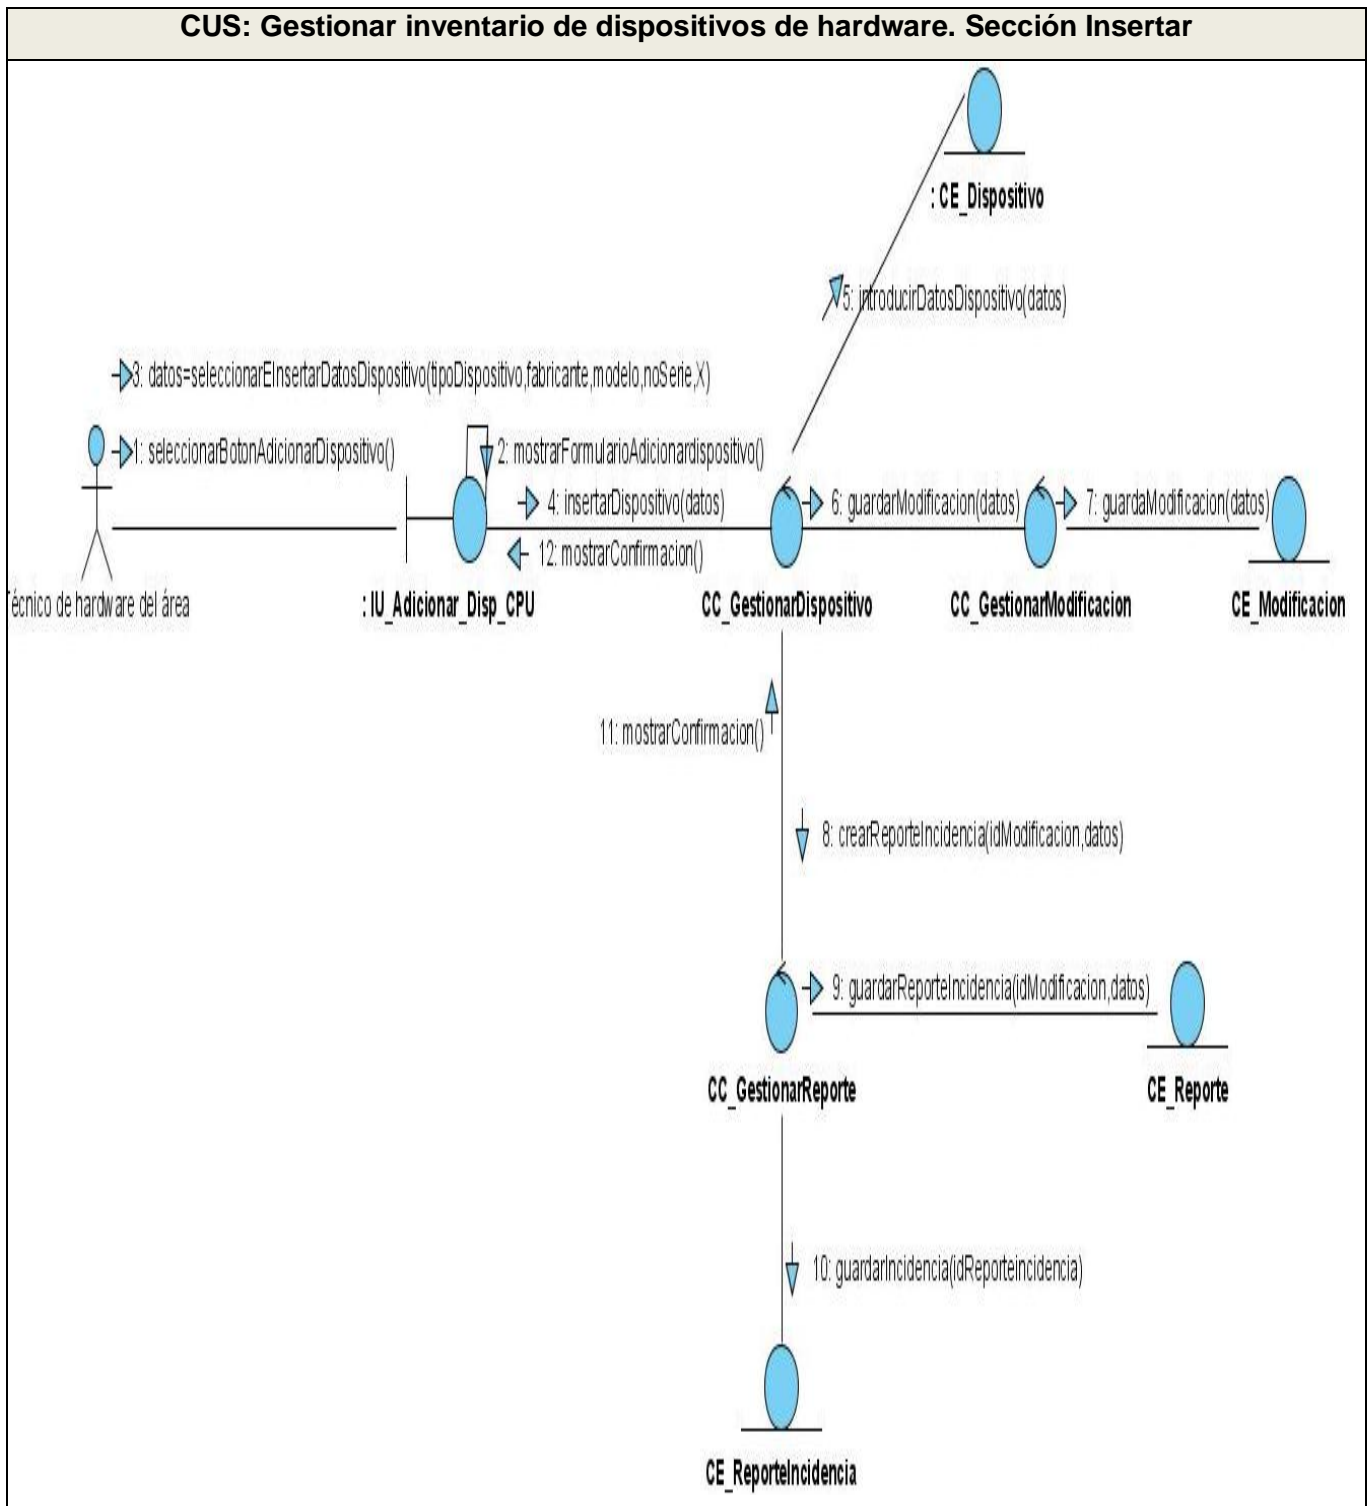 CUS: Gestionar inventario de dispositivos de hardware. Sección Insertar
: CE_Dispositivo
5: introducirDatosDispositivo(datos)
3: datos=seleccionarEInsertarDatosDispositivo(tipoDispositivo,fabricante,modelo,noSerie,X)
1: seleccionarBotonAdicionarDispositivo()
2: mostrarFormularioAdicionardispositivo()
4: insertarDispositivo(datos)
6: guardarModificacion(datos)
7: guardaModificacion(datos)
12: mostrarConfirmacion()
écnico de hardware del área
: IU_Adicionar_Disp_CPU
CC_GestionarDispositivo
CC_GestionarModificacion
CE_Modificacion
11: mostrarConfirmacion()
8: crearReporteIncidencia(idModificacion,datos)
9: guardarReporteIncidencia(idModificacion,datos)
CC_GestionarReporte
CE_Reporte
10: guardarIncidencia(idReporteincidencia)
CE_ReporteIncidencia